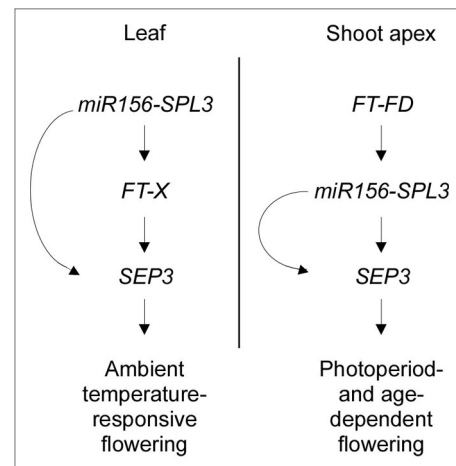 Leaf
miR156-SPL3
FT-X
SEP3
Ambient
temperature-
responsive
flowering
Shoot apex
FT-FD
miR156-SPL3
SEP3
Photoperiod-
and age-
dependent
flowering